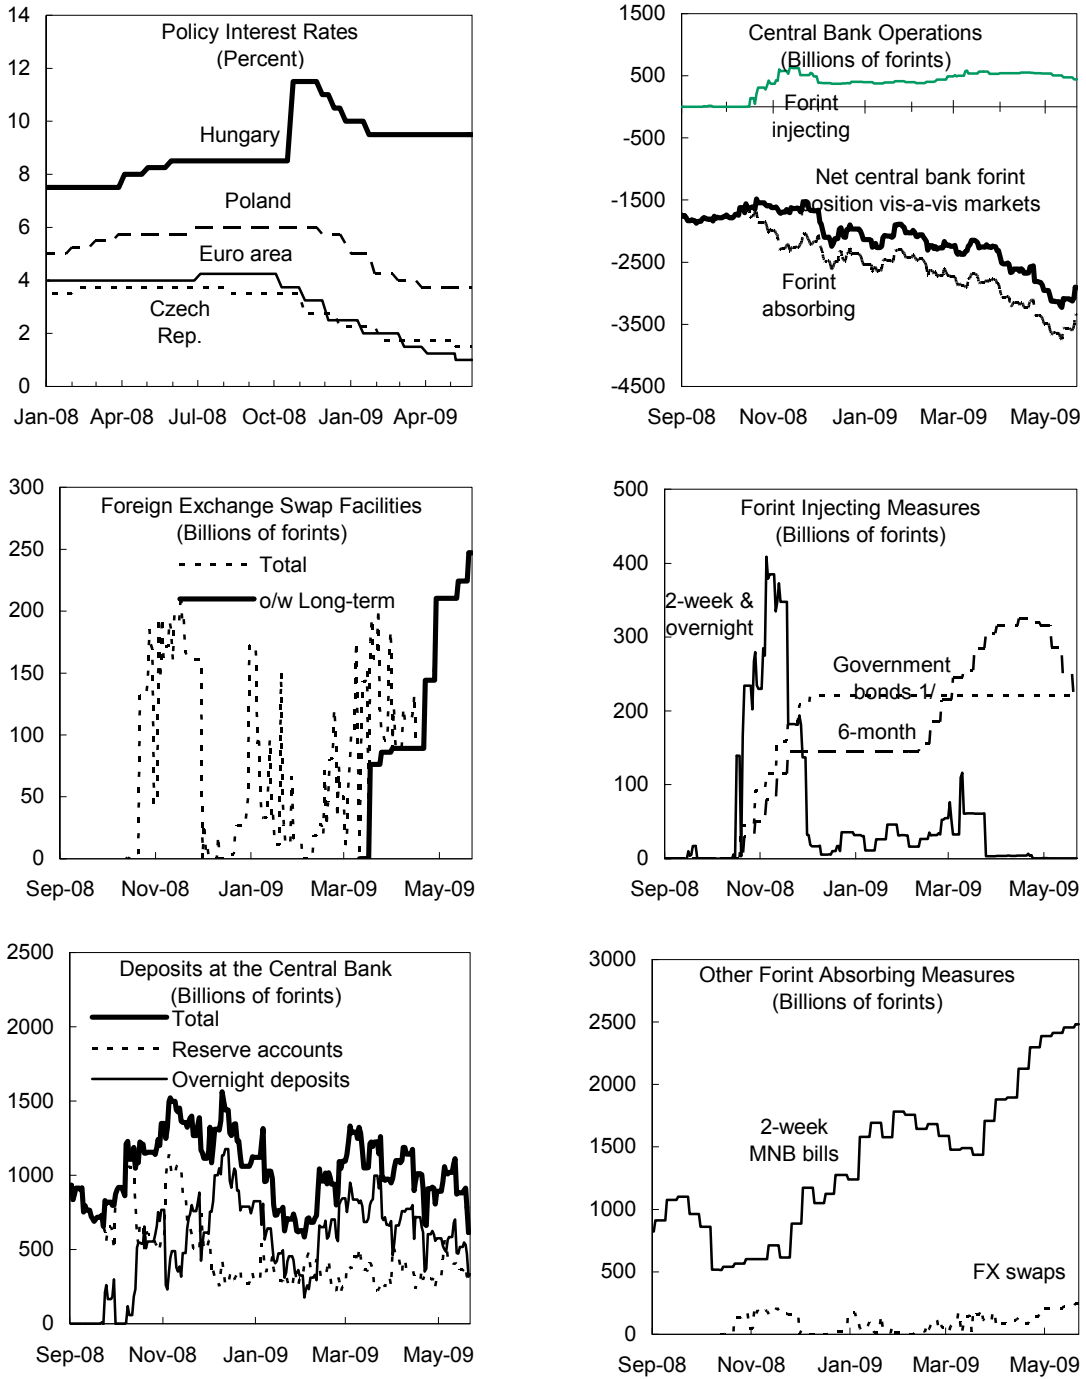 Policy Interest Rates
(Percent)
14
12
10
8
6
4
2
0
Hungary
Poland
Euro area
Czech
Rep.
Jan-08 Apr-08 Jul-08 Oct-08 Jan-09 Apr-09
Central Bank Operations
(Billions of forints)
1500
500
-500
-1500
-2500
-3500
-4500
Forint
injecting
Net central bank forint
position vis-a-vis markets
Forint
absorbing
Sep-08 Nov-08 Jan-09 Mar-09 May-09
Foreign Exchange Swap Facilities
(Billions of forints)
Total
o/w Long-term
300
250
200
150
100
50
0
Sep-08 Nov-08 Jan-09 Mar-09 May-09
Forint Injecting Measures
(Billions of forints)
500
400
300
200
100
0
2-week &
overnight
Government
bonds 1/
6-month
Sep-08 Nov-08 Jan-09 Mar-09 May-09
Deposits at the Central Bank
(Billions of forints)
Total
Reserve accounts
Overnight deposits
2500
2000
1500
1000
500
0
Sep-08 Nov-08 Jan-09 Mar-09 May-09
Other Forint Absorbing Measures
(Billions of forints)
3000
2500
2000
1500
1000
500
0
2-week
MNB bills
FX swaps
Sep-08 Nov-08 Jan-09 Mar-09 May-09